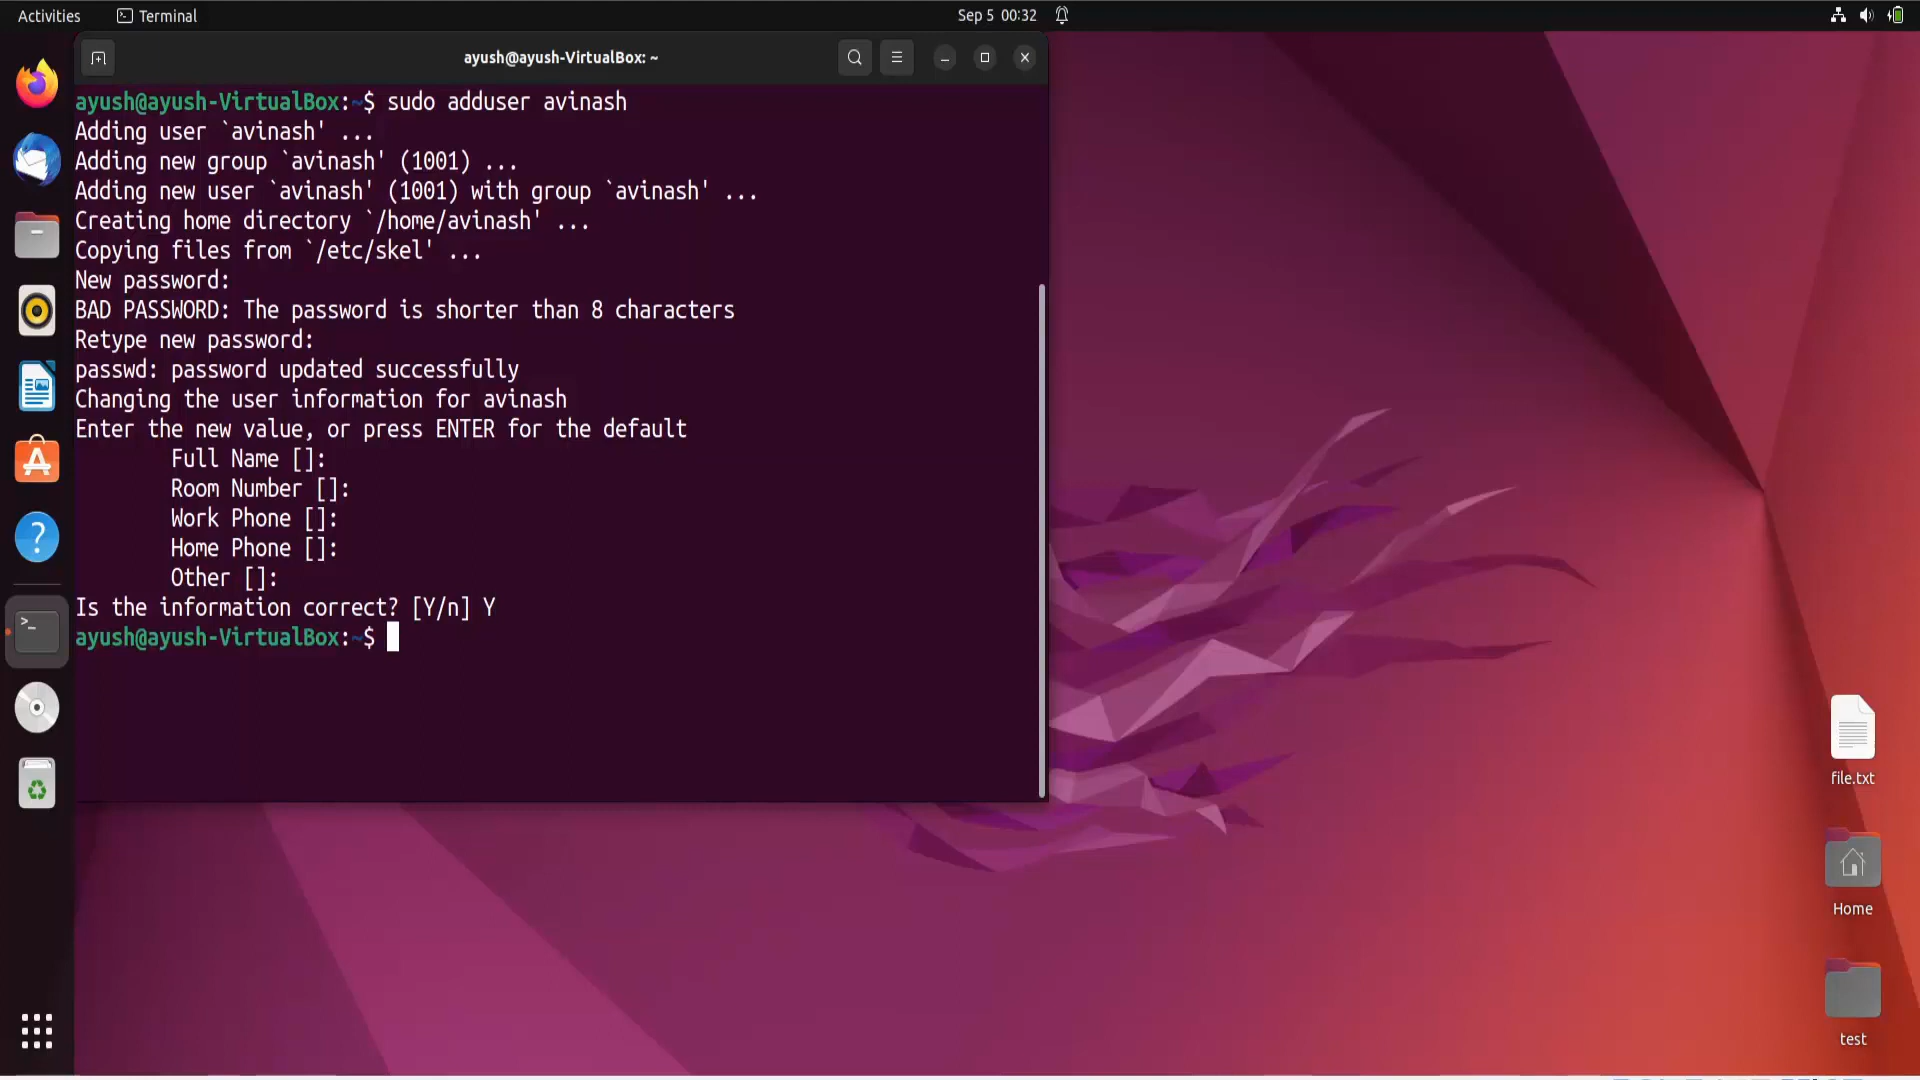 Activities
Terminal
Sep 5 00:32
ayush@ayush-VirtualBox: ~
ayush@ayush-VirtualBox:~$ sudo adduser avinash
Adding user `avinash' ...
Adding new group `avinash' (1001) ...
Adding new user `avinash' (1001) with group `avinash' ...
Creating home directory `/home/avinash' ...
Copying files from `/etc/skel' ...
New password:
BAD PASSWORD: The password is shorter than 8 characters
Retype new password:
passwd: password updated successfully
Changing the user information for avinash
Enter the new value, or press ENTER for the default
Full Name []:
Room Number []:
Work Phone []:
Home Phone []:
Other []:
Is the information correct? [Y/n] Y
ayush@ayush-VirtualBox:~$
file.txt
Home
test